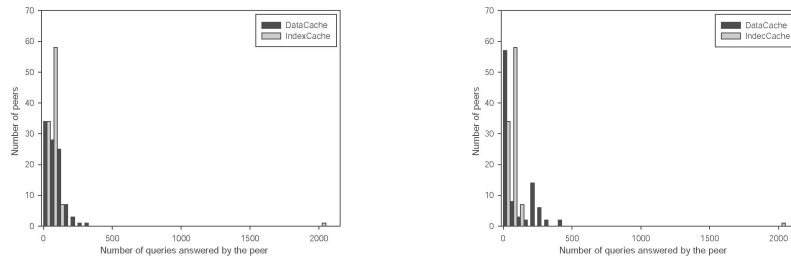 70
60
50
40
30
20
10
0
Number of peers
DataCache
IndexCache
0 500 1000 1500 2000
Number of queries answered by the peer
70
60
50
40
30
20
10
0
Number of peers
DataCache
IndecCache
0 500 1000 1500 2000
Number of queries answered by the peer